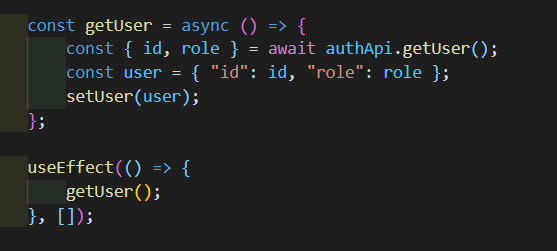 const getUser = async () => {
    const { id, role } = await authApi.getUser();
    const user = { "id": id, "role": role };
    setUser(user);
};

useEffect(() => {
    getUser();
}, []);